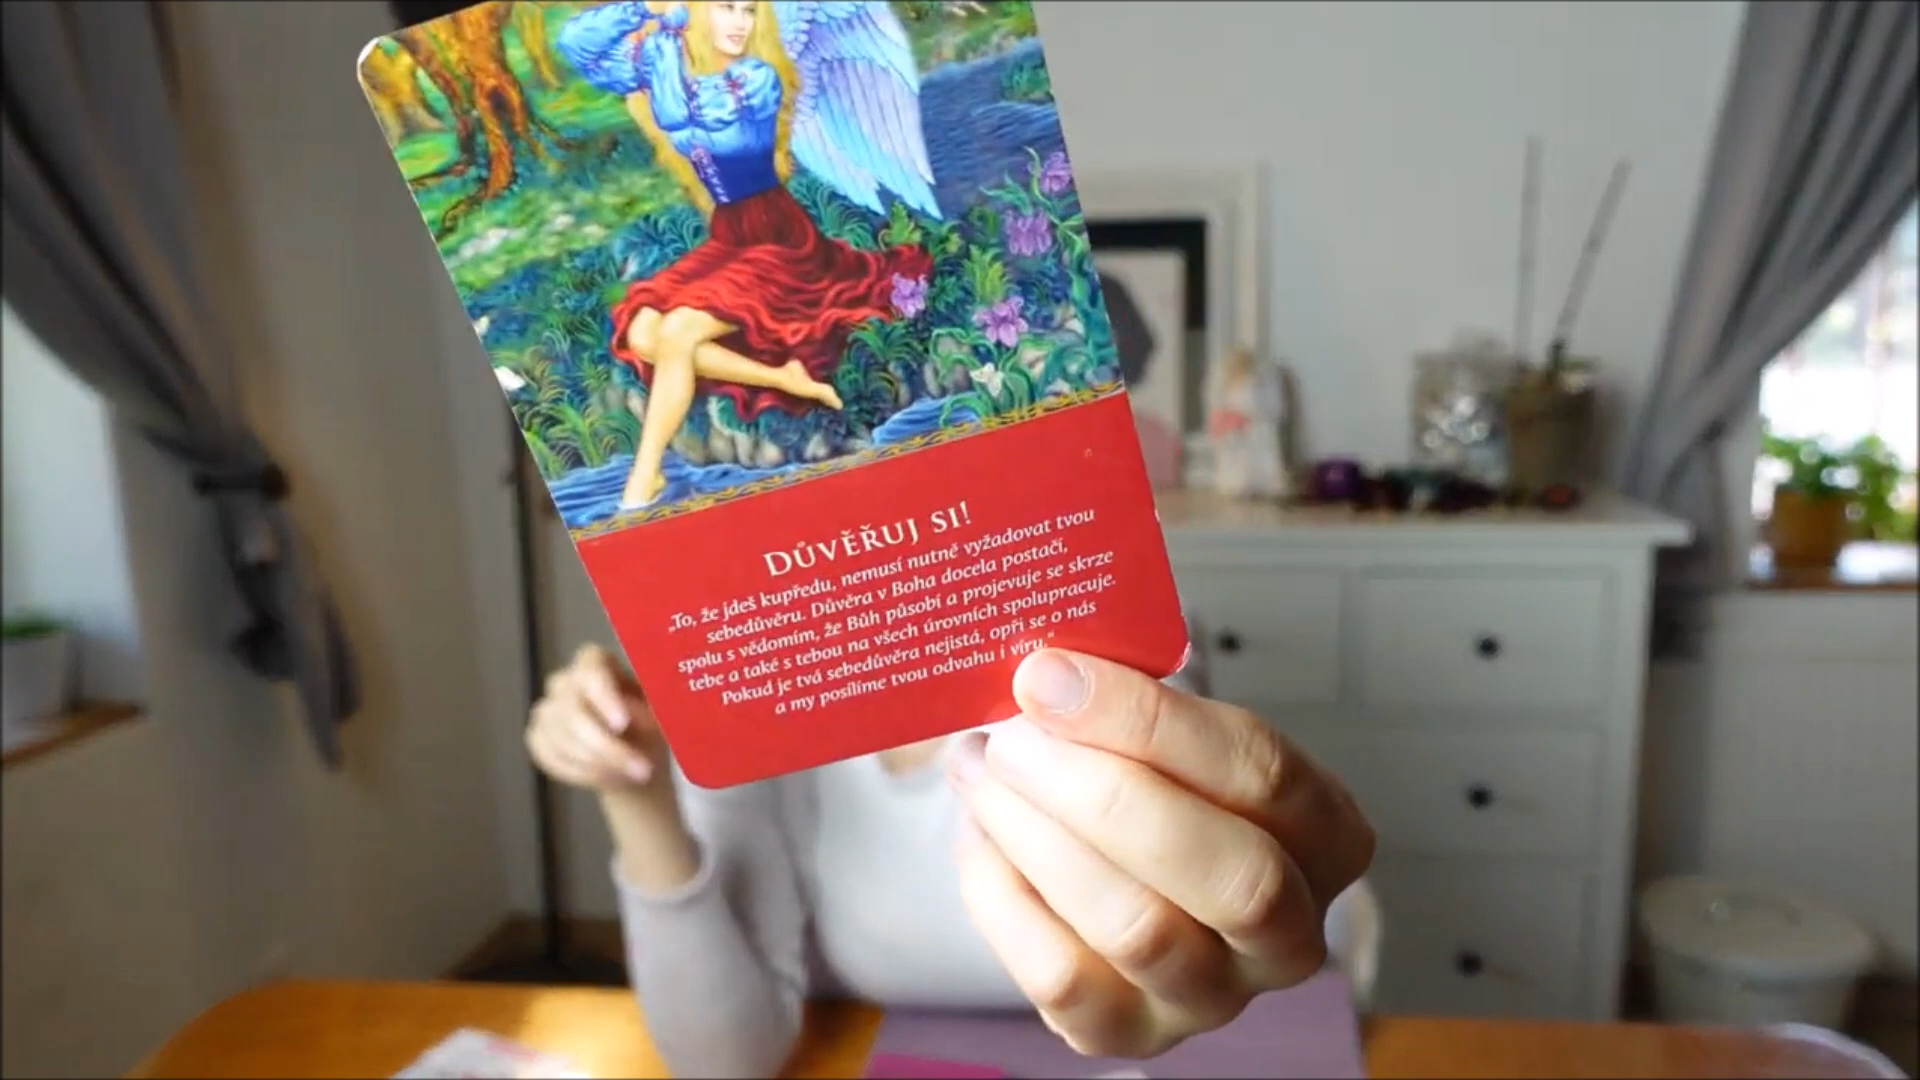 DŮVĚŘUJ SI!
„To, že jdeš kupředu, nemusí nutně vyžadovat tvou
sebedůvěru. Důvěra v Boha docela postačí,
spolu s vědomím, že Bůh působí a projevuje se skrze
tebe a také s tebou na všech úrovních spolupracuje.
Pokud je tvá sebedůvěra nejistá, opři se o nás
a my posílíme tvou odvahu i víru.“